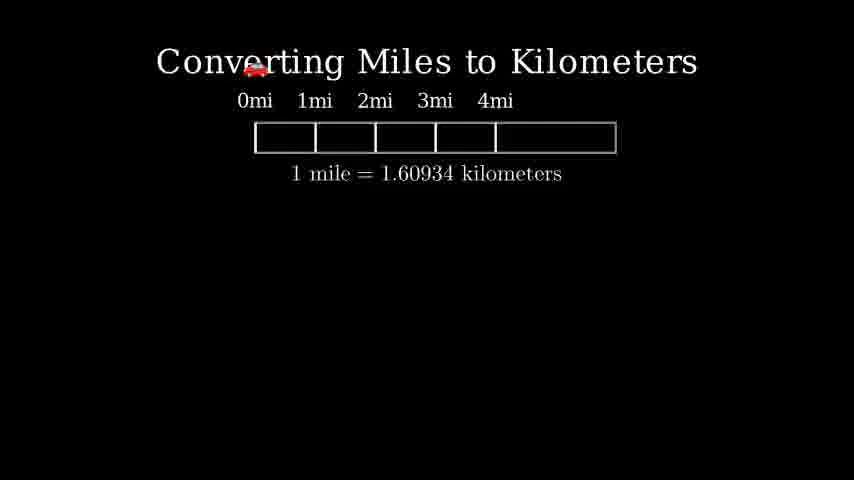 Converting Miles to Kilometers
0mi 1mi 2mi 3mi 4mi
1 mile = 1.60934 kilometers